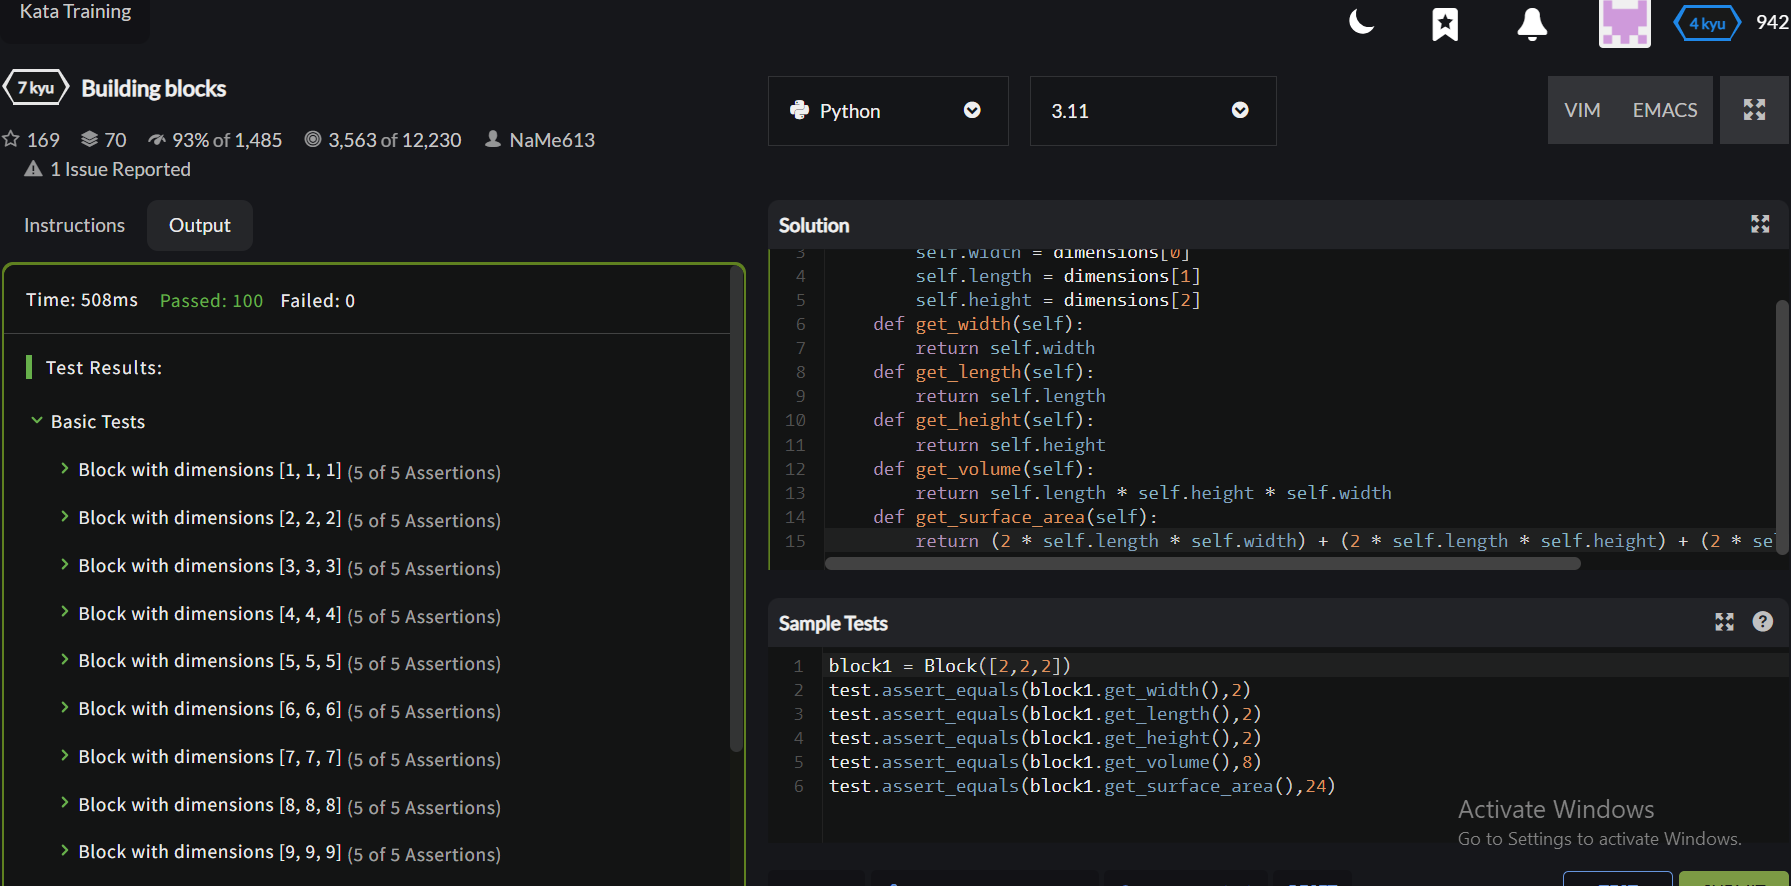 Kata Training
4 kyu
942
7 kyu
Building blocks
169 70 93% of 1,485 3,563 of 12,230 NaMe613
1 Issue Reported
Instructions
Output
Time: 508ms Passed: 100 Failed: 0
Test Results:
Basic Tests
Block with dimensions [1, 1, 1] (5 of 5 Assertions)
Block with dimensions [2, 2, 2] (5 of 5 Assertions)
Block with dimensions [3, 3, 3] (5 of 5 Assertions)
Block with dimensions [4, 4, 4] (5 of 5 Assertions)
Block with dimensions [5, 5, 5] (5 of 5 Assertions)
Block with dimensions [6, 6, 6] (5 of 5 Assertions)
Block with dimensions [7, 7, 7] (5 of 5 Assertions)
Block with dimensions [8, 8, 8] (5 of 5 Assertions)
Block with dimensions [9, 9, 9] (5 of 5 Assertions)
Python
3.11
VIM EMACS
Solution
3 self.width = dimensions[0]
4 self.length = dimensions[1]
5 self.height = dimensions[2]
6 def get_width(self):
7 return self.width
8 def get_length(self):
9 return self.length
10 def get_height(self):
11 return self.height
12 def get_volume(self):
13 return self.length * self.height * self.width
14 def get_surface_area(self):
15 return (2 * self.length * self.width) + (2 * self.length * self.height) + (2 * sel
Sample Tests
1 block1 = Block([2,2,2])
2 test.assert_equals(block1.get_width(),2)
3 test.assert_equals(block1.get_length(),2)
4 test.assert_equals(block1.get_height(),2)
5 test.assert_equals(block1.get_volume(),8)
6 test.assert_equals(block1.get_surface_area(),24)
Activate Windows
Go to Settings to activate Windows.